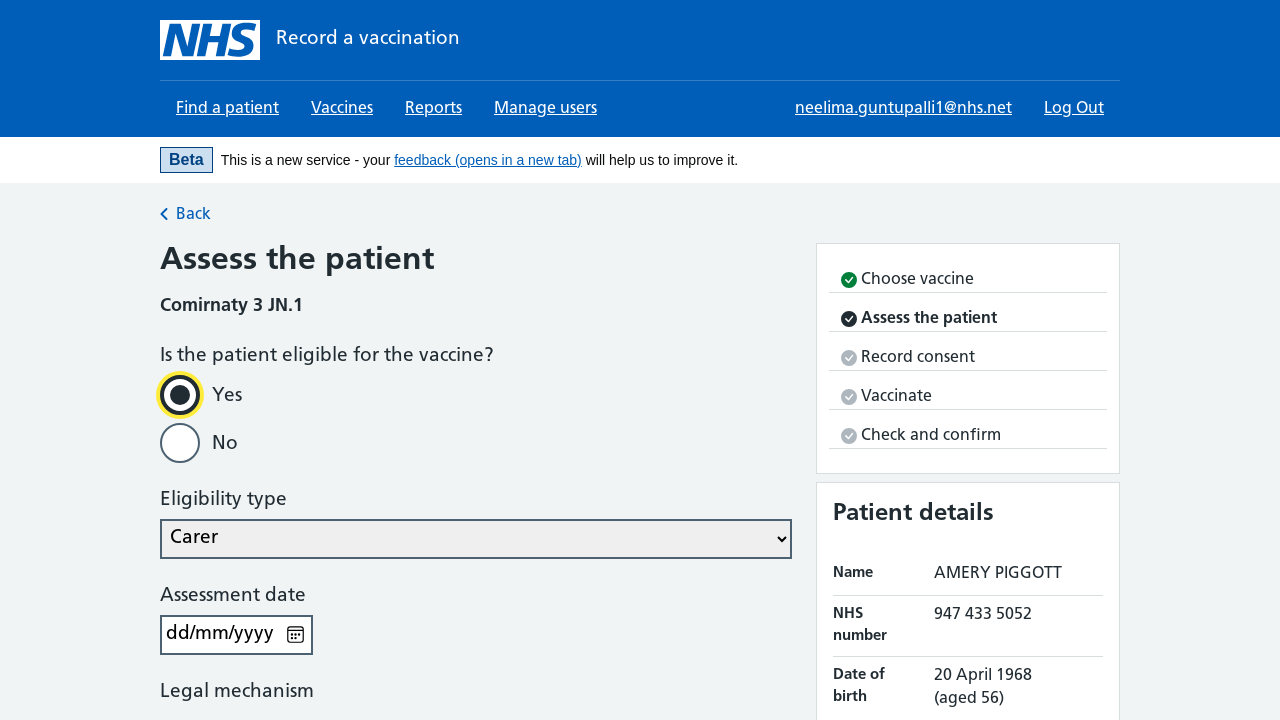 NHS Record a vaccination
Find a patient Vaccines Reports Manage users neelima.guntupalli1@nhs.net Log Out
Beta This is a new service - your feedback (opens in a new tab) will help us to improve it.
Back
Assess the patient
Comirnaty 3 JN.1
Is the patient eligible for the vaccine?
Yes
No
Eligibility type
Carer
Assessment date
dd/mm/yyyy
Legal mechanism
Choose vaccine
Assess the patient
Record consent
Vaccinate
Check and confirm
Patient details
Name AMERY PIGGOTT
NHS number 947 433 5052
Date of birth 20 April 1968
(aged 56)